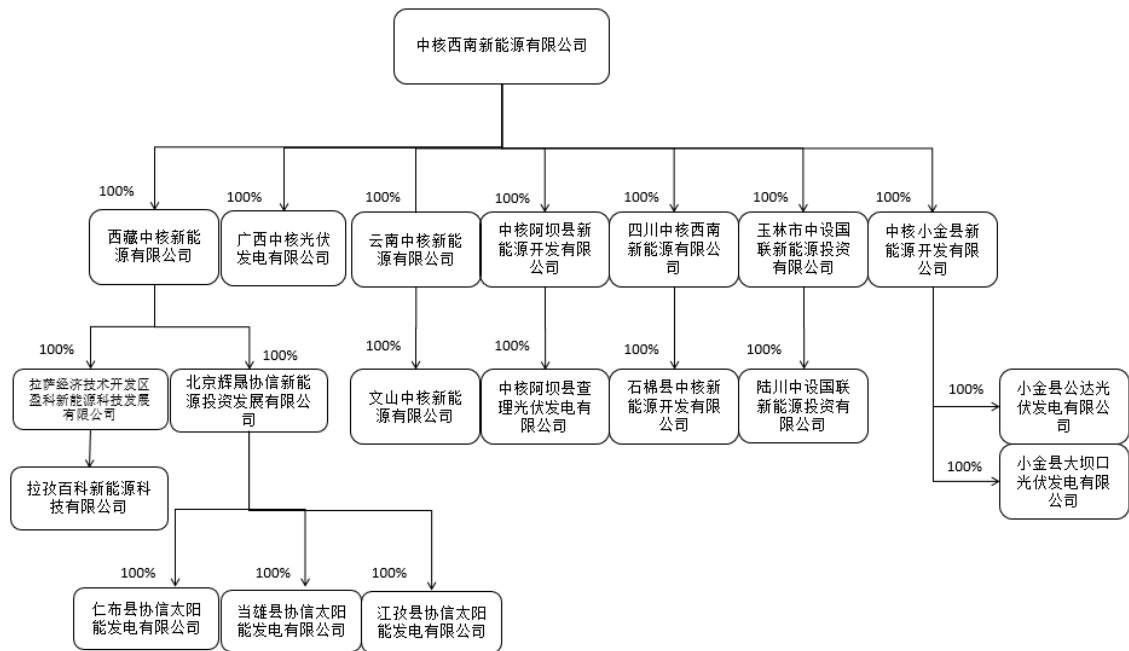 中核西南新能源有限公司
100%
100%
100%
100%
100%
100%
100%
西藏中核新能
源有限公司
广西中核光伏
发电有限公司
云南中核新能
源有限公司
中核阿坝县新
能源开发有限
公司
四川中核西南
新能源有限公
司
玉林市中设国
联新能源投资
有限公司
中核小金县新
能源开发有限
公司
100%
100%
100%
100%
100%
100%
拉萨经济技术开发区
盈科新能源科技发展
有限公司
北京辉晟协信新能
源投资发展有限公
司
文山中核新能
源有限公司
中核阿坝县查
理光伏发电有
限公司
石棉县中核新
能源开发有限
公司
陆川中设国联
新能源投资有
限公司
100%
小金县公达光
伏发电有限公
司
100%
小金县大坝口
光伏发电有限
公司
拉孜百科新能源科
技有限公司
100%
100%
100%
仁布县协信太阳
能发电有限公司
当雄县协信太阳
能发电有限公司
江孜县协信太阳
能发电有限公司